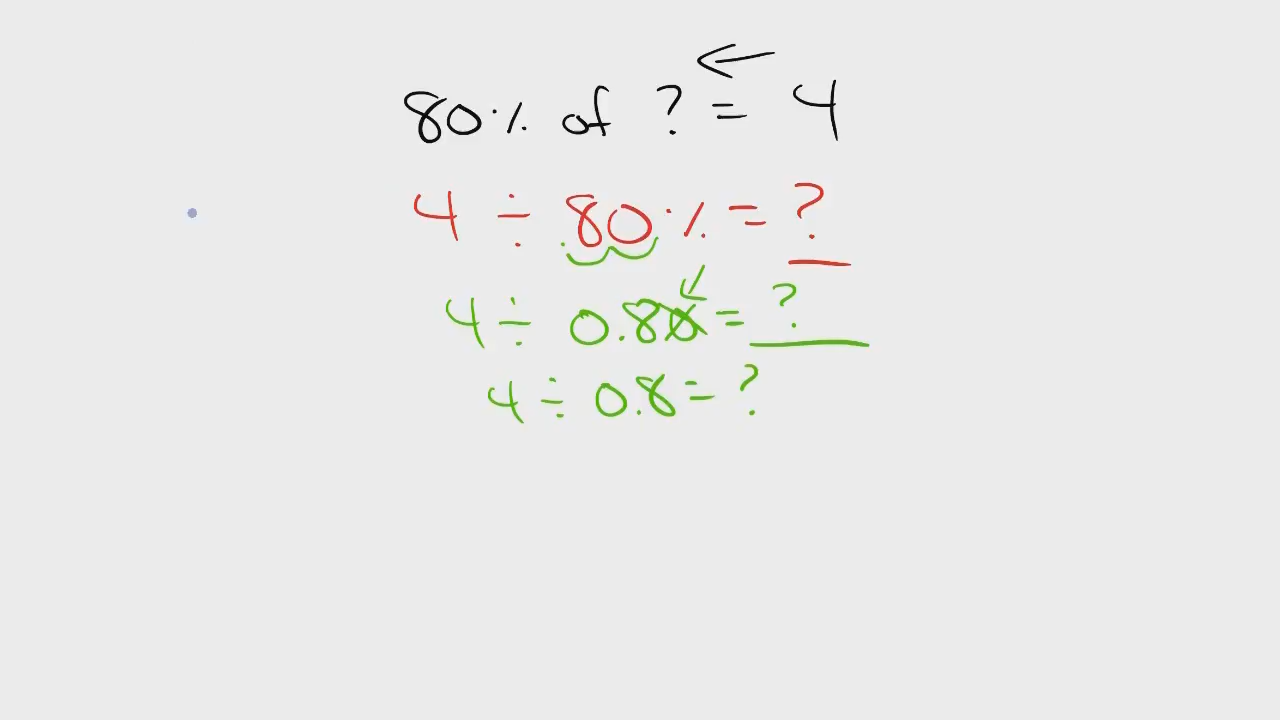 80% of ? = 4
4 ÷ 80% = ?
4 ÷ 0.80 = ?
4 ÷ 0.8 = ?